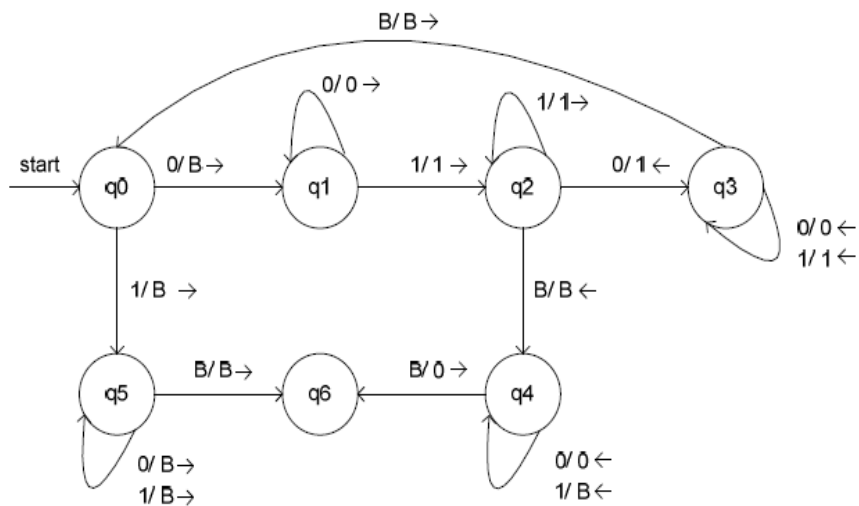 B/B→
0/0→
1/1→
start
0/B→
1/1→
0/1←
q0
q1
q2
q3
0/0←
1/1←
1/B →
B/B←
B/B→
B/0→
q5
q6
q4
0/B→
1/B→
0/0←
1/B←